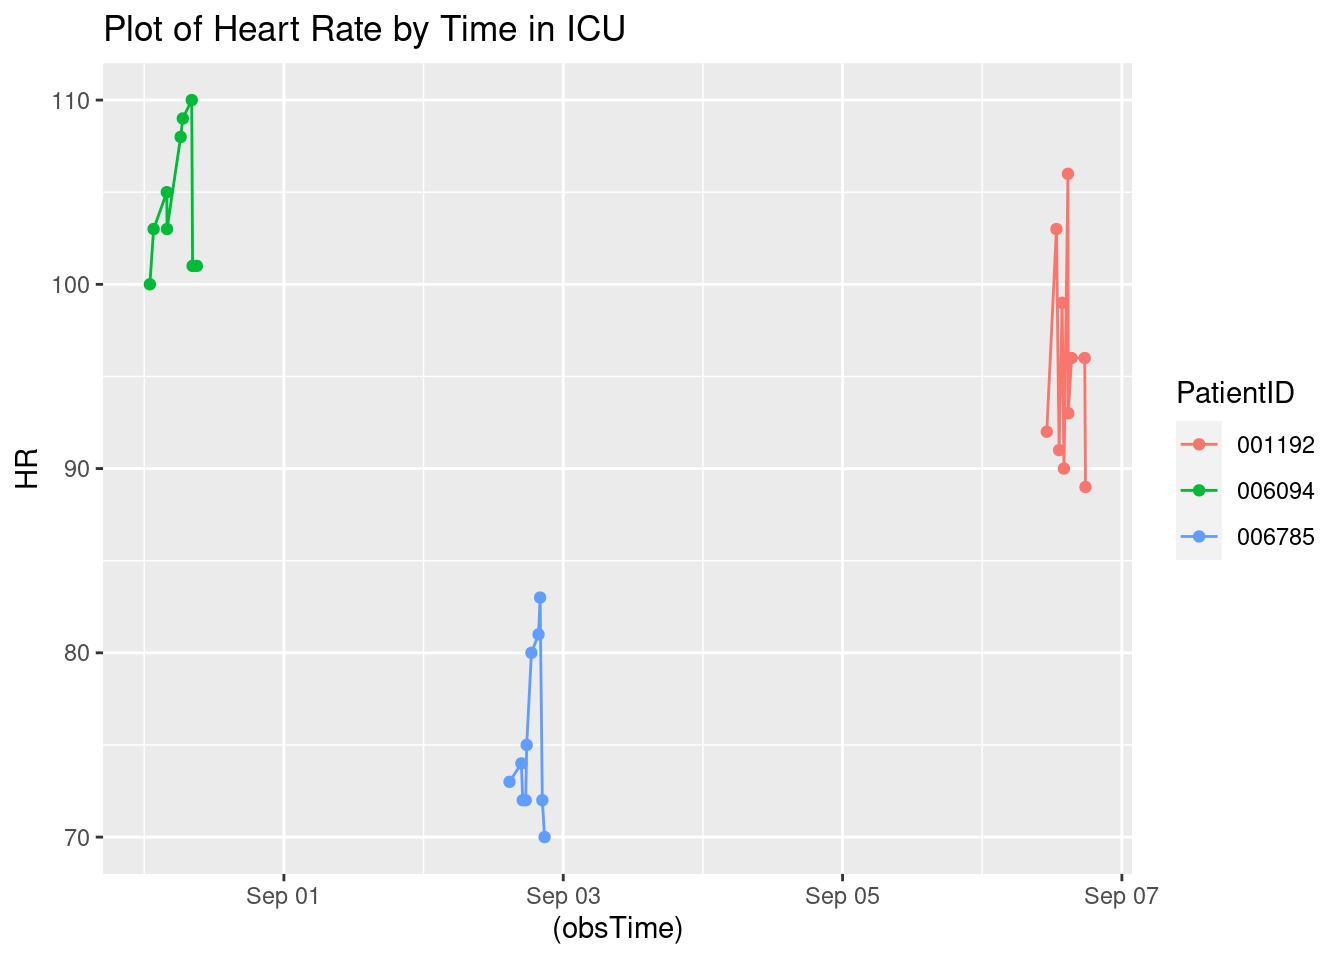 Plot of Heart Rate by Time in ICU
HR
110
100
90
80
70
Sep 01
Sep 03
Sep 05
Sep 07
(obsTime)
PatientID
001192
006094
006785